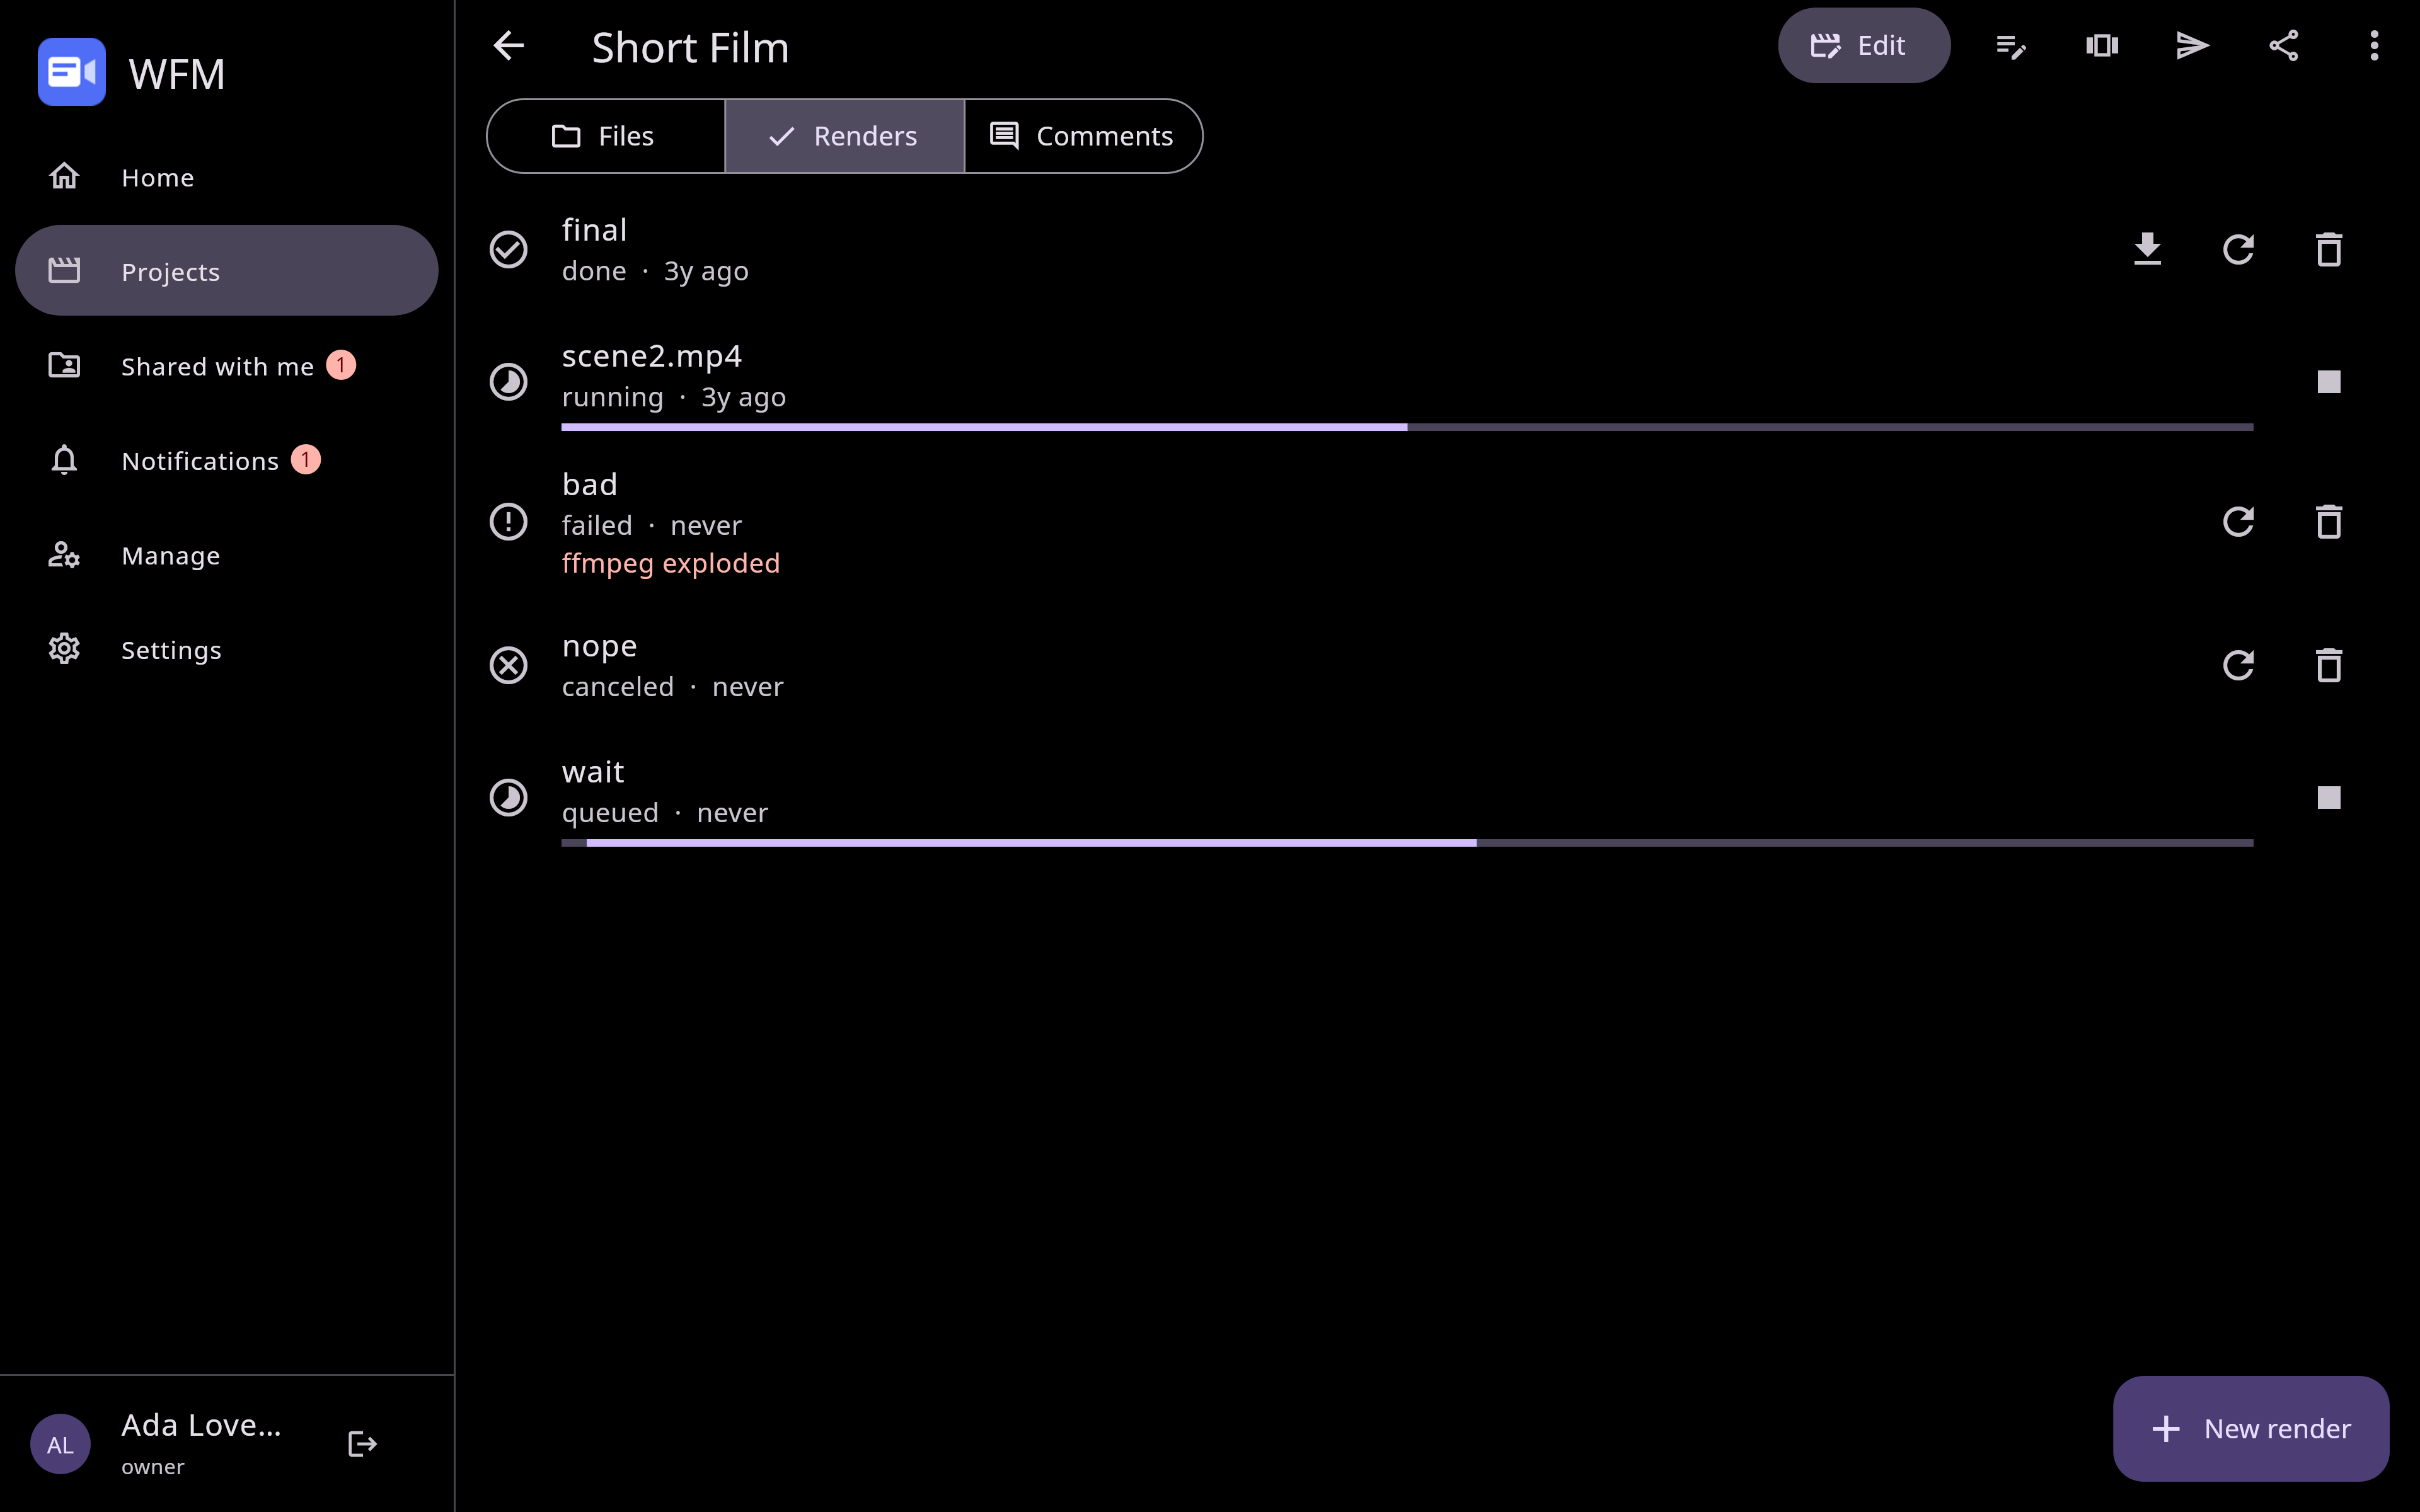 WFM
Home
Projects
Shared with me 1
Notifications 1
Manage
Settings
AL
Ada Love...
owner
Short Film
Edit
Files
Renders
Comments
final
done · 3y ago
scene2.mp4
running · 3y ago
bad
failed · never
ffmpeg exploded
nope
canceled · never
wait
queued · never
New render